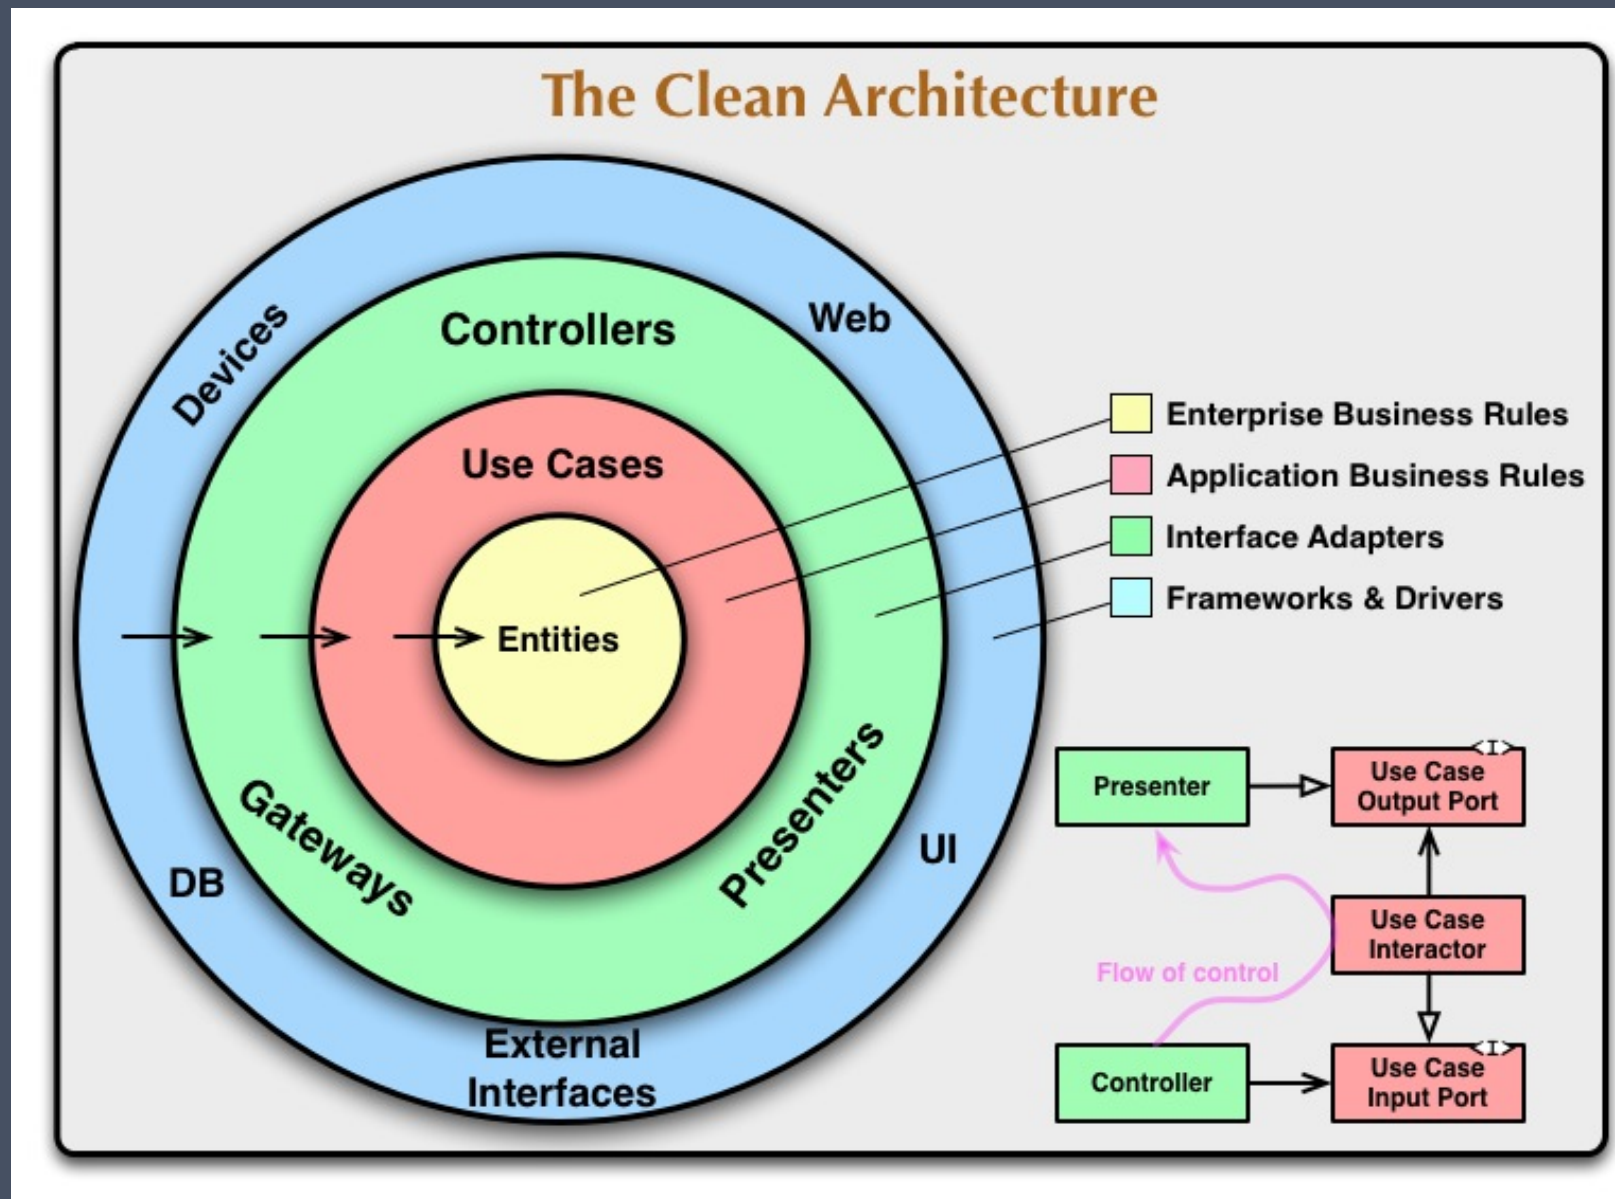 The Clean Architecture
Devices
Web
Controllers
Use Cases
Entities
Gateways
Presenters
DB
UI
External
Interfaces
Enterprise Business Rules
Application Business Rules
Interface Adapters
Frameworks & Drivers
Presenter
<I>
Use Case
Output Port
Use Case
Interactor
Flow of control
Controller
<I>
Use Case
Input Port